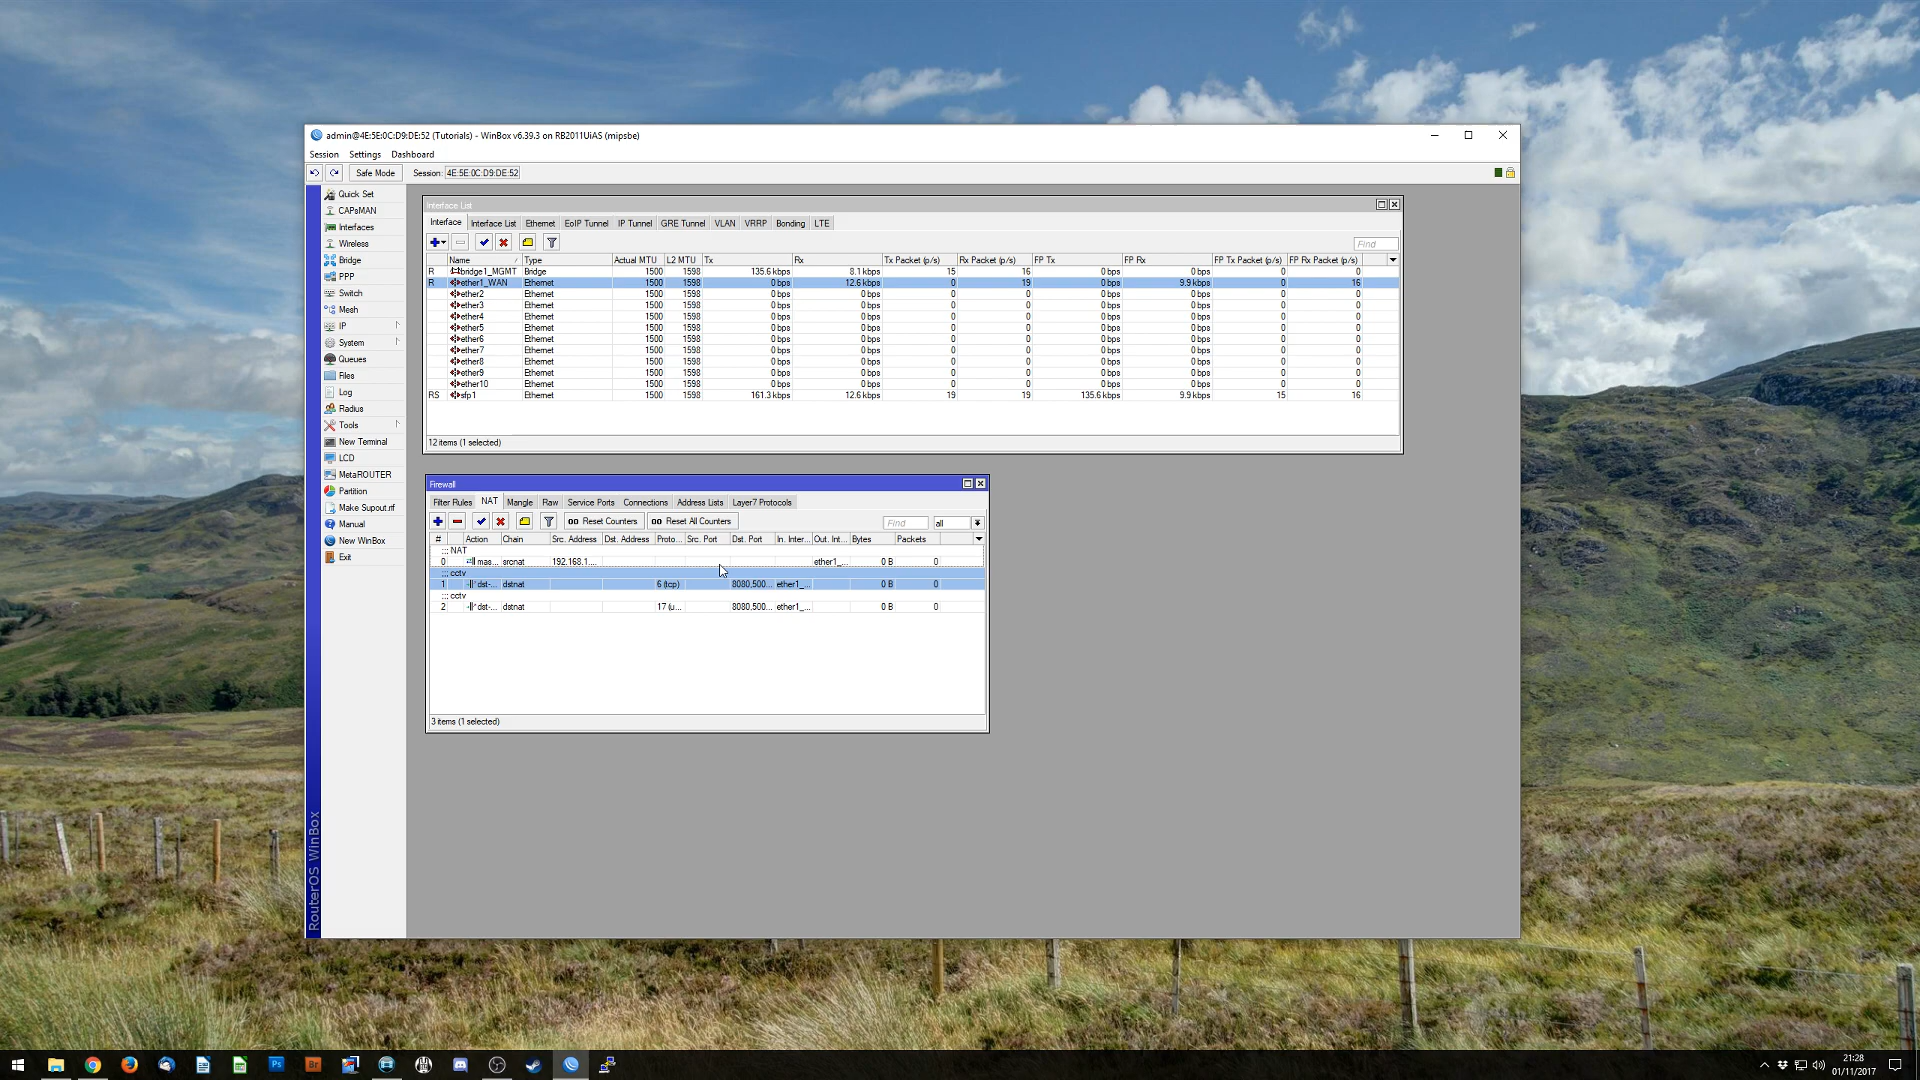 admin@4E:5E:0C:D9:DE:52 (Tutorials) - WinBox v6.39.3 on RB2011UiAS (mipsbe)
Session Settings Dashboard
Safe Mode Session: 4E:5E:0C:D9:DE:52
Quick Set
CAPsMAN
Interfaces
Wireless
Bridge
PPP
Switch
Mesh
IP
System
Queues
Files
Log
Radius
Tools
New Terminal
LCD
MetaROUTER
Partition
Make Supout.rif
Manual
New WinBox
Exit
RouterOS WinBox
Interface List
Interface Interface List Ethernet EoIP Tunnel IP Tunnel GRE Tunnel VLAN VRRP Bonding LTE
Find
Name Type Actual MTU L2 MTU Tx Rx Tx Packet (p/s) Rx Packet (p/s) FP Tx FP Rx FP Tx Packet (p/s) FP Rx Packet (p/s)
R bridge1_MGMT Bridge 1500 1598 135.6 kbps 8.1 kbps 15 16 0 bps 0 bps 0 0
R ether1_WAN Ethernet 1500 1598 0 bps 12.6 kbps 0 19 0 bps 9.9 kbps 0 16
ether2 Ethernet 1500 1598 0 bps 0 bps 0 0 0 bps 0 bps 0 0
ether3 Ethernet 1500 1598 0 bps 0 bps 0 0 0 bps 0 bps 0 0
ether4 Ethernet 1500 1598 0 bps 0 bps 0 0 0 bps 0 bps 0 0
ether5 Ethernet 1500 1598 0 bps 0 bps 0 0 0 bps 0 bps 0 0
ether6 Ethernet 1500 1598 0 bps 0 bps 0 0 0 bps 0 bps 0 0
ether7 Ethernet 1500 1598 0 bps 0 bps 0 0 0 bps 0 bps 0 0
ether8 Ethernet 1500 1598 0 bps 0 bps 0 0 0 bps 0 bps 0 0
ether9 Ethernet 1500 1598 0 bps 0 bps 0 0 0 bps 0 bps 0 0
ether10 Ethernet 1500 1598 0 bps 0 bps 0 0 0 bps 0 bps 0 0
RS sfp1 Ethernet 1500 1598 161.3 kbps 12.6 kbps 19 19 135.6 kbps 9.9 kbps 15 16
12 items (1 selected)
Firewall
Filter Rules NAT Mangle Raw Service Ports Connections Address Lists Layer7 Protocols
00 Reset Counters 00 Reset All Counters Find all
# Action Chain Src. Address Dst. Address Proto... Src. Port Dst. Port In. Inter... Out. Int... Bytes Packets
::: NAT
0 mas... srcnat 192.168.1.... ether1_... 0 B 0
::: cctv
1 dst-... dstnat 6 (tcp) 8080,500... ether1_... 0 B 0
::: cctv
2 dst-... dstnat 17 (u... 8080,500... ether1_... 0 B 0
3 items (1 selected)
Ps
Br
21:28
01/11/2017